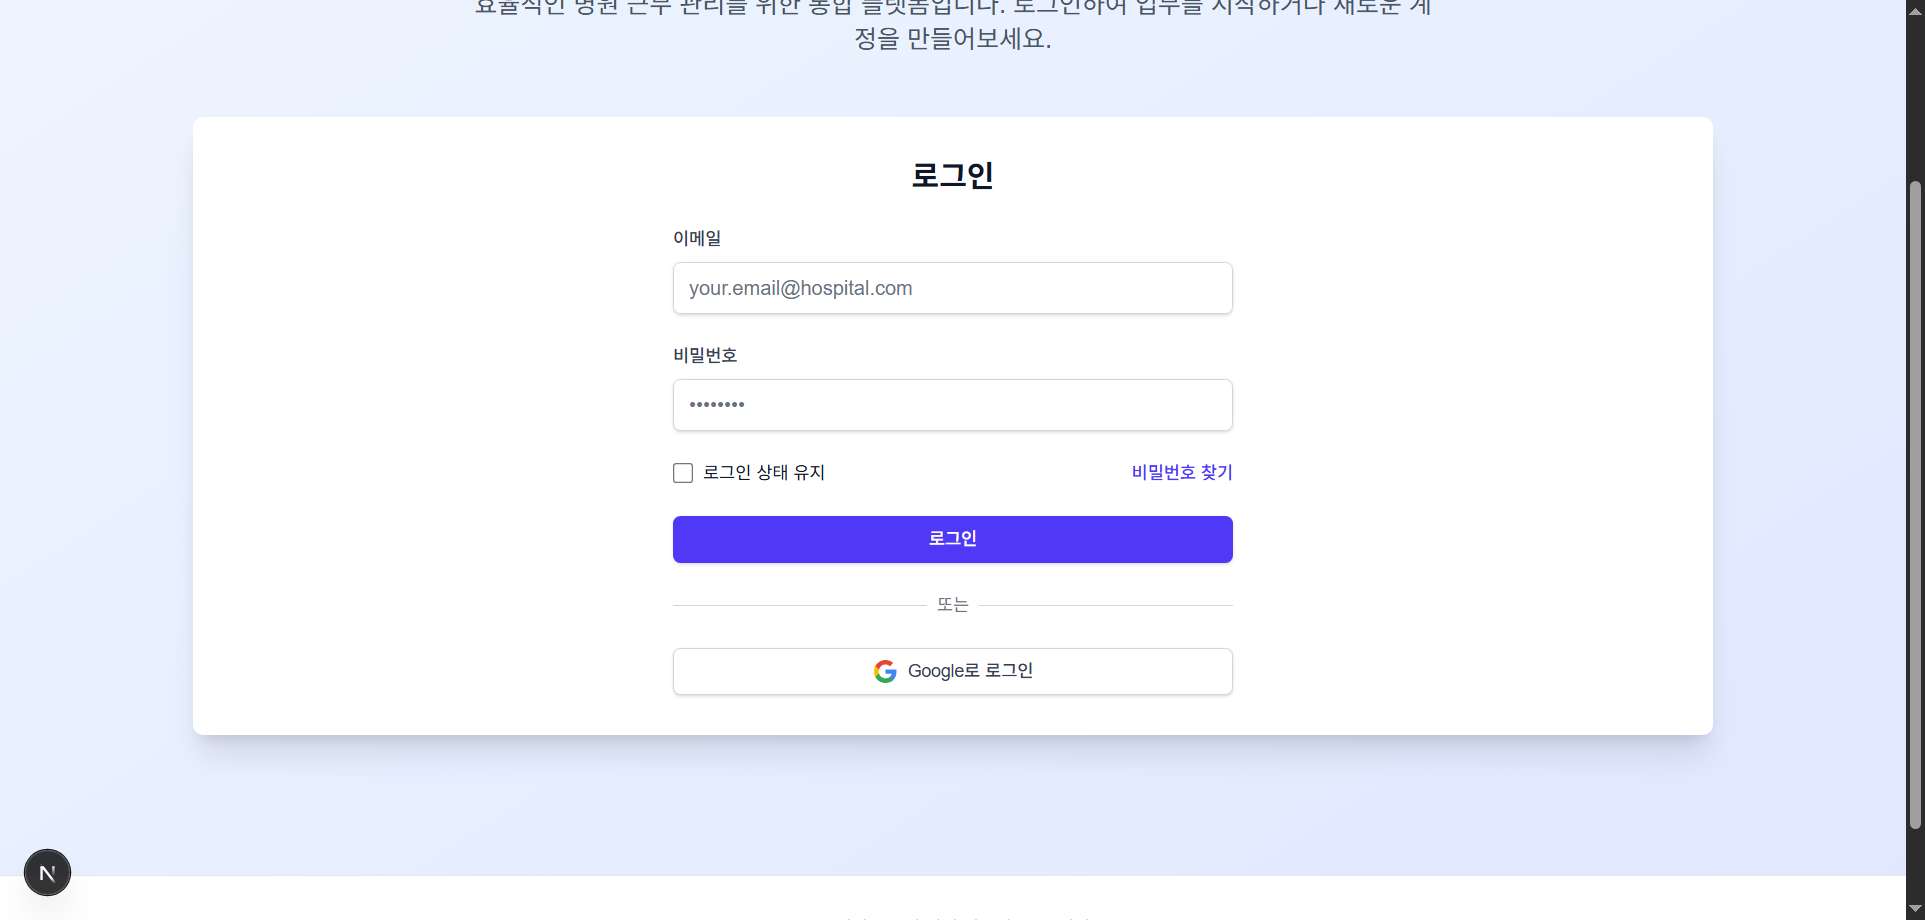 효율적인 병원 근무 관리를 위한 통합 플랫폼입니다. 로그인하여 업무를 시작하거나 새로운 계
정을 만들어보세요.
로그인
이메일
your.email@hospital.com
비밀번호
••••••••
로그인 상태 유지
비밀번호 찾기
로그인
또는
Google로 로그인
N